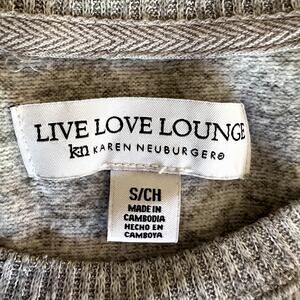 LIVE LOVE LOUNGE
kn KAREN NEUBURGER®
S/CH
MADE IN
CAMBODIA
HECHO EN
CAMBOYA